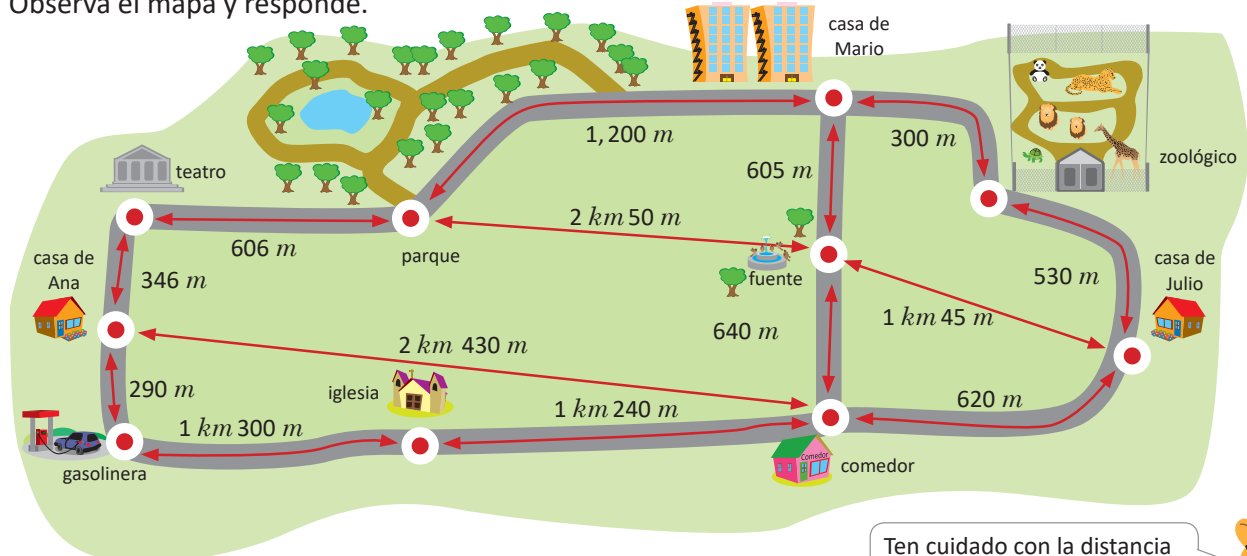 Observa el mapa y responde.
casa de
Mario
1,200 m
300 m
zoológico
605 m
teatro
2 km 50 m
606 m
parque
casa de
Ana
346 m
fuente
530 m
casa de
Julio
1 km 45 m
640 m
2 km 430 m
290 m
iglesia
1 km 240 m
620 m
1 km 300 m
gasolinera
Comedor
comedor
Ten cuidado con la distancia